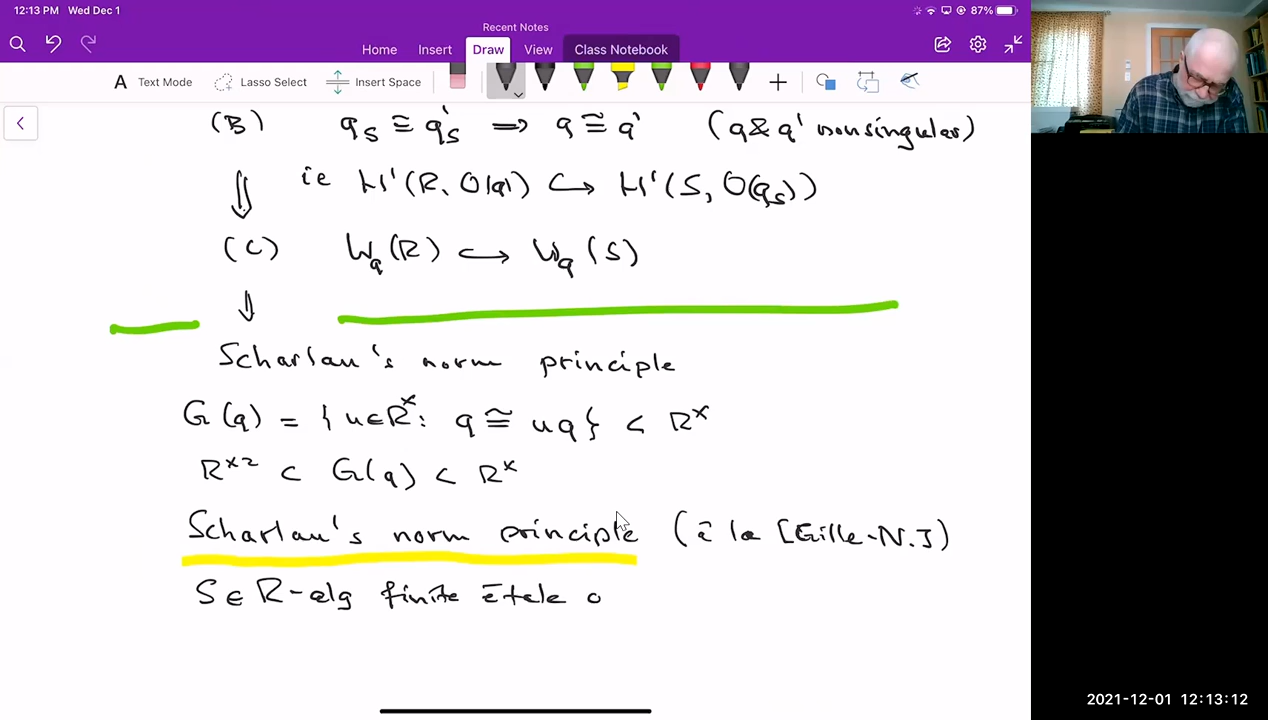 12:13 PM Wed Dec 1
87%
Recent Notes
Home Insert Draw View Class Notebook
Text Mode Lasso Select Insert Space
(B) q_S ≅ q'_S ⟹ q ≅ q' (q & q' nonsingular)
ie H'(R, O(q)) ↪ H'(S, O(q_S))
(C) W_q(R) ↪ W_q(S)
Scharlau's norm principle
G(q) = { u∈R^×: q ≅ uq } < R^×
R^×2 < G(q) < R^×
Scharlau's norm principle (à la [Gille-N.])
S ∈ R-alg finite étale o
2021-12-01 12:13:12